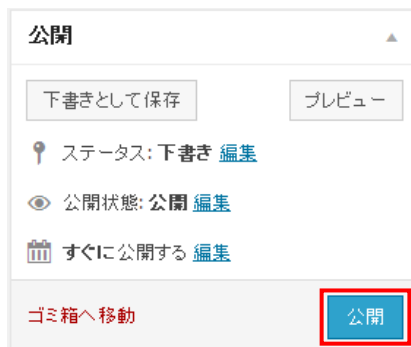 公開
下書きとして保存 プレビュー
ステータス: 下書き 編集
公開状態: 公開 編集
すぐに公開する 編集
ゴミ箱へ移動 公開